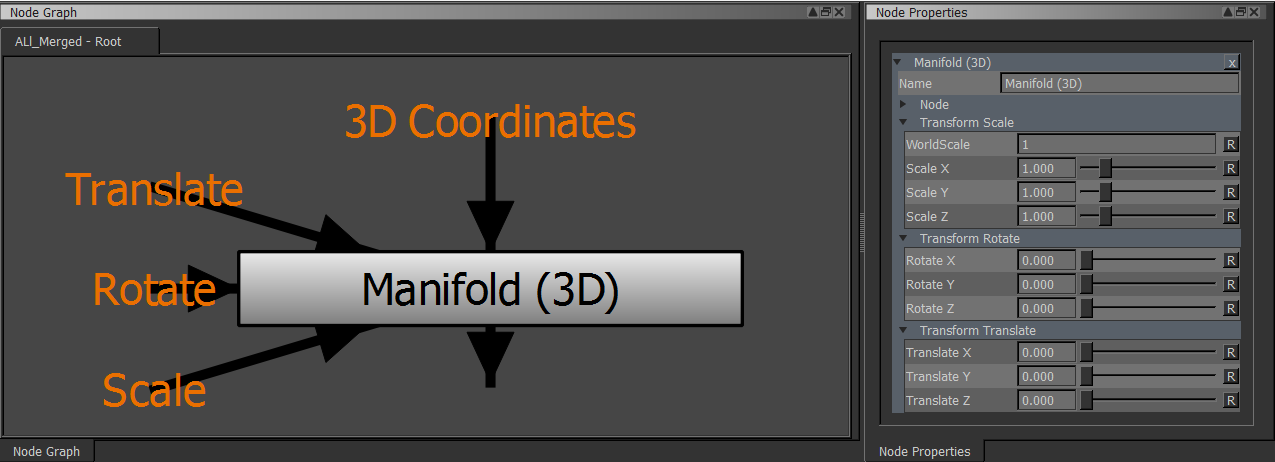 Node Graph
ALl_Merged - Root
3D Coordinates
Translate
Rotate
Manifold (3D)
Scale
Node Graph
Node Properties
Manifold (3D) x
Name Manifold (3D)
Node
Transform Scale
WorldScale 1 R
Scale X 1.000 R
Scale Y 1.000 R
Scale Z 1.000 R
Transform Rotate
Rotate X 0.000 R
Rotate Y 0.000 R
Rotate Z 0.000 R
Transform Translate
Translate X 0.000 R
Translate Y 0.000 R
Translate Z 0.000 R
Node Properties